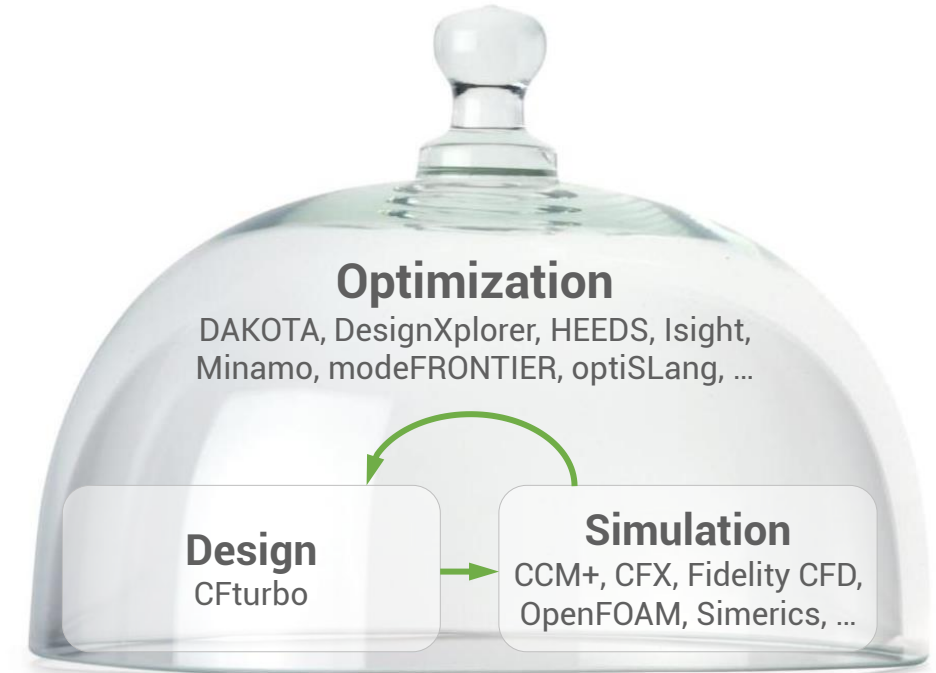 Optimization
DAKOTA, DesignXplorer, HEEDS, Isight,
Minamo, modeFRONTIER, optiSLang, ...
Design
CFturbo
Simulation
CCM+, CFX, Fidelity CFD,
OpenFOAM, Simerics, ...